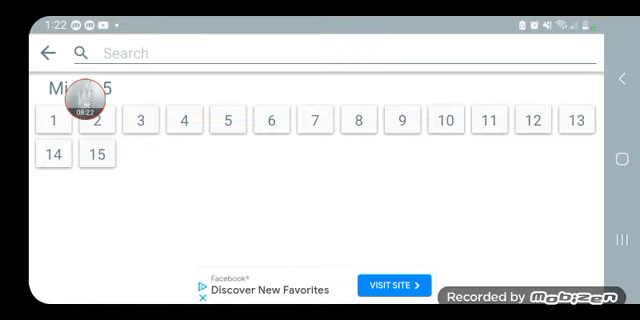 1:22
Search
Mi 5
08:22
1 2 3 4 5 6 7 8 9 10 11 12 13
14 15
Facebook®
Discover New Favorites
VISIT SITE
Recorded by Mobizen